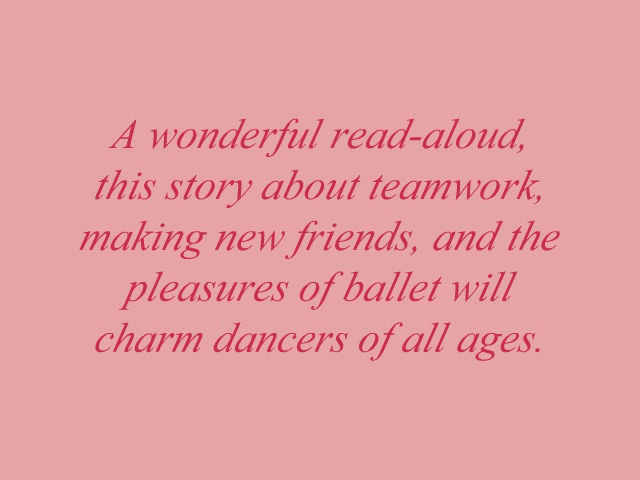 A wonderful read-aloud,
this story about teamwork,
making new friends, and the
pleasures of ballet will
charm dancers of all ages.